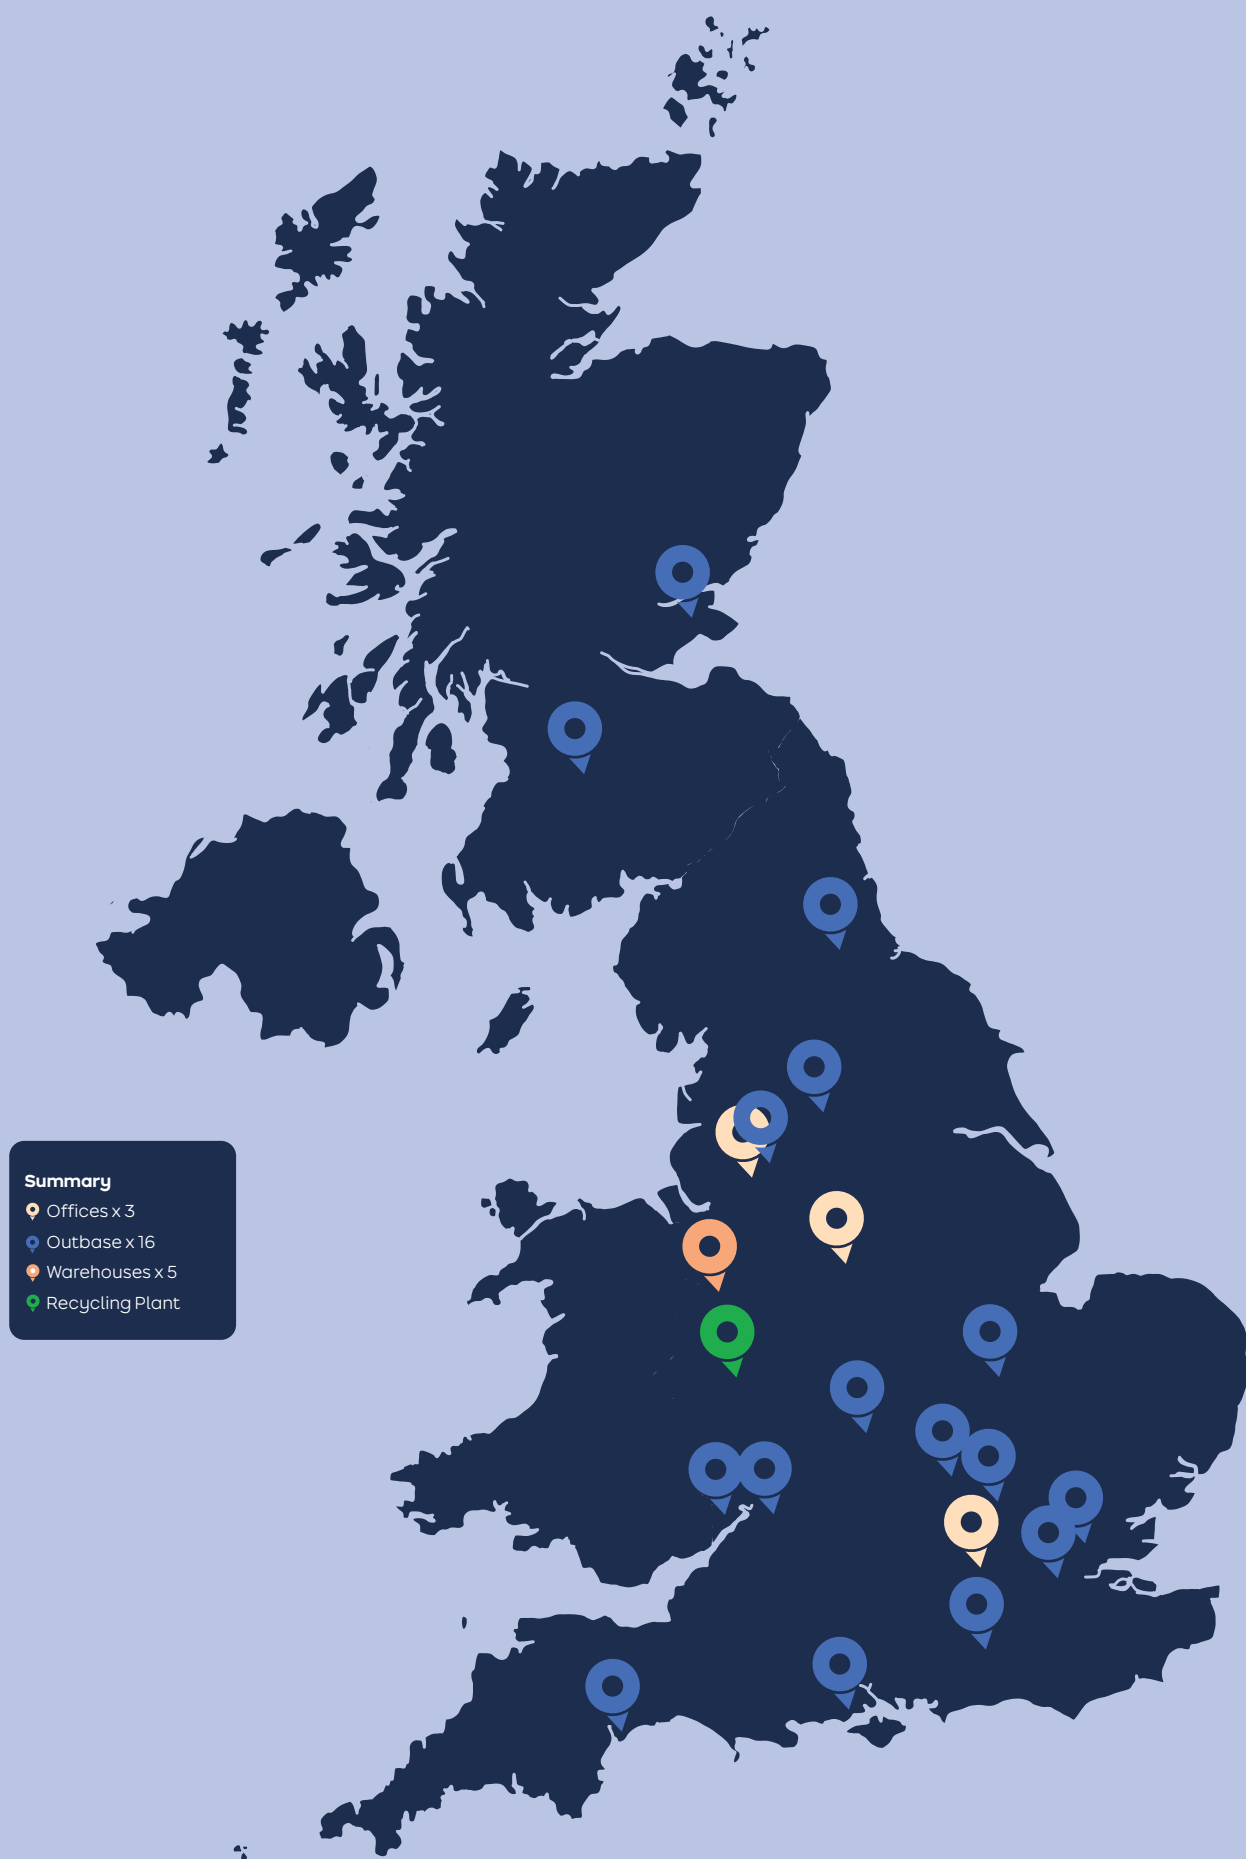 Summary
Offices x 3
Outbase x 16
Warehouses x 5
Recycling Plant